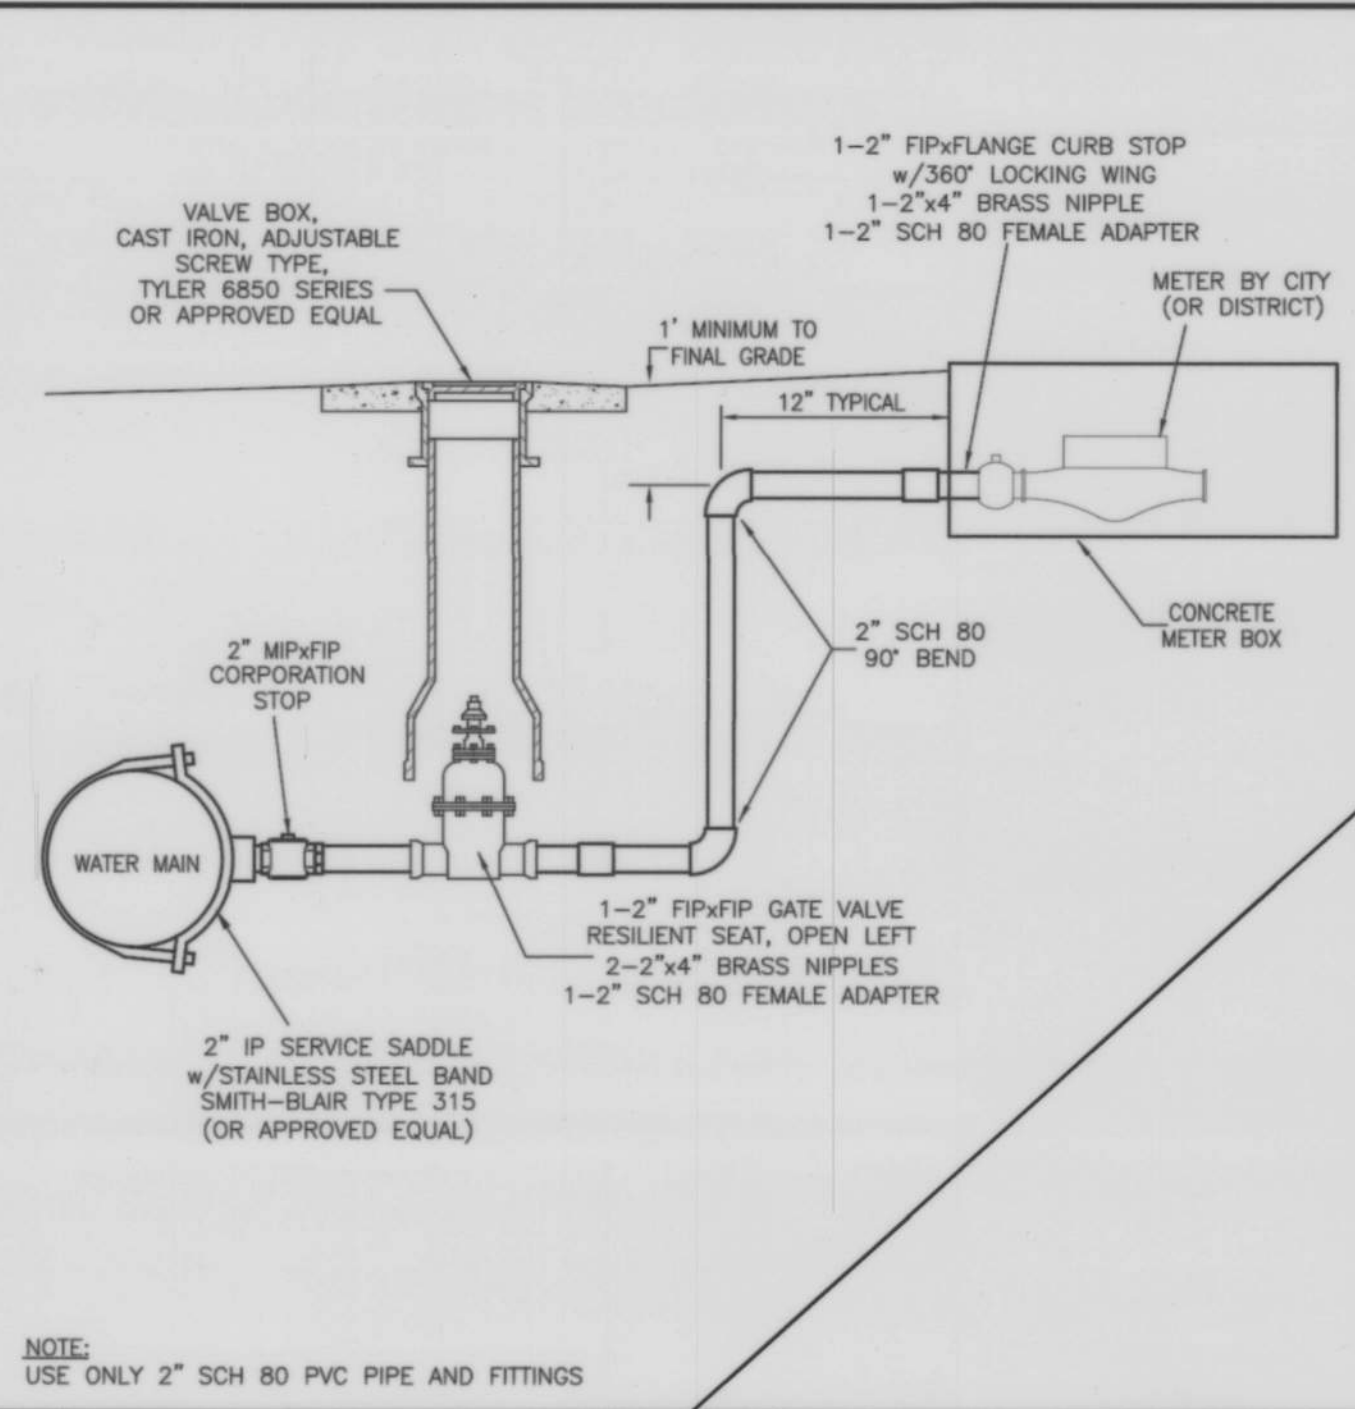 1-2" FIPxFLANGE CURB STOP
w/360° LOCKING WING
1-2"x4" BRASS NIPPLE
1-2" SCH 80 FEMALE ADAPTER
VALVE BOX,
CAST IRON, ADJUSTABLE
SCREW TYPE,
TYLER 6850 SERIES
OR APPROVED EQUAL
METER BY CITY
(OR DISTRICT)
1' MINIMUM TO
FINAL GRADE
12" TYPICAL
CONCRETE
METER BOX
2" SCH 80
90° BEND
2" MIPxFIP
CORPORATION
STOP
WATER MAIN
1-2" FIPxFIP GATE VALVE
RESILIENT SEAT, OPEN LEFT
2-2"x4" BRASS NIPPLES
1-2" SCH 80 FEMALE ADAPTER
2" IP SERVICE SADDLE
w/STAINLESS STEEL BAND
SMITH-BLAIR TYPE 315
(OR APPROVED EQUAL)
NOTE:
USE ONLY 2" SCH 80 PVC PIPE AND FITTINGS